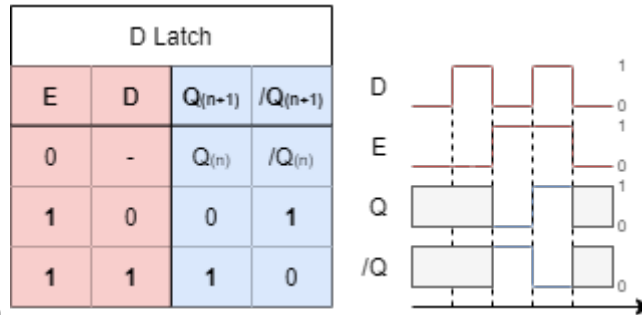 D Latch
E D Q(n+1) /Q(n+1)
0 - Q(n) /Q(n)
1 0 0 1
1 1 1 0
D 1 0
E 1 0
Q 1 0
/Q 0